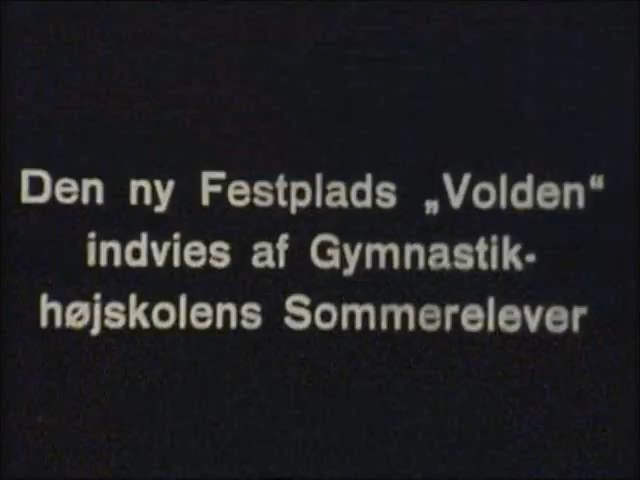 Den ny Festplads „Volden“
indvies af Gymnastik-
højskolens Sommerelever